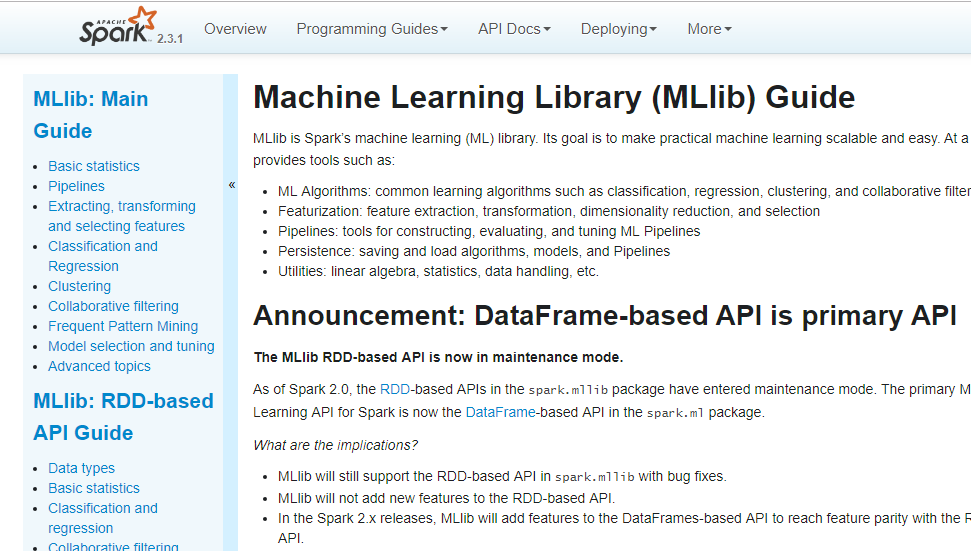 APACHE
Spark 2.3.1
Overview
Programming Guides
API Docs
Deploying
More
MLlib: Main
Guide
Basic statistics
Pipelines
Extracting, transforming
and selecting features
Classification and
Regression
Clustering
Collaborative filtering
Frequent Pattern Mining
Model selection and tuning
Advanced topics
MLlib: RDD-based
API Guide
Data types
Basic statistics
Classification and
regression
Collaborative filtering
«
Machine Learning Library (MLlib) Guide
MLlib is Spark’s machine learning (ML) library. Its goal is to make practical machine learning scalable and easy. At a
provides tools such as:
ML Algorithms: common learning algorithms such as classification, regression, clustering, and collaborative
Featurization: feature extraction, transformation, dimensionality reduction, and selection
Pipelines: tools for constructing, evaluating, and tuning ML Pipelines
Persistence: saving and load algorithms, models, and Pipelines
Utilities: linear algebra, statistics, data handling, etc.
Announcement: DataFrame-based API is primary API
The MLlib RDD-based API is now in maintenance mode.
As of Spark 2.0, the RDD-based APIs in the spark.mllib package have entered maintenance mode. The primary
Learning API for Spark is now the DataFrame-based API in the spark.ml package.
What are the implications?
MLlib will still support the RDD-based API in spark.mllib with bug fixes.
MLlib will not add new features to the RDD-based API.
In the Spark 2.x releases, MLlib will add features to the DataFrames-based API to reach feature parity with the
API.